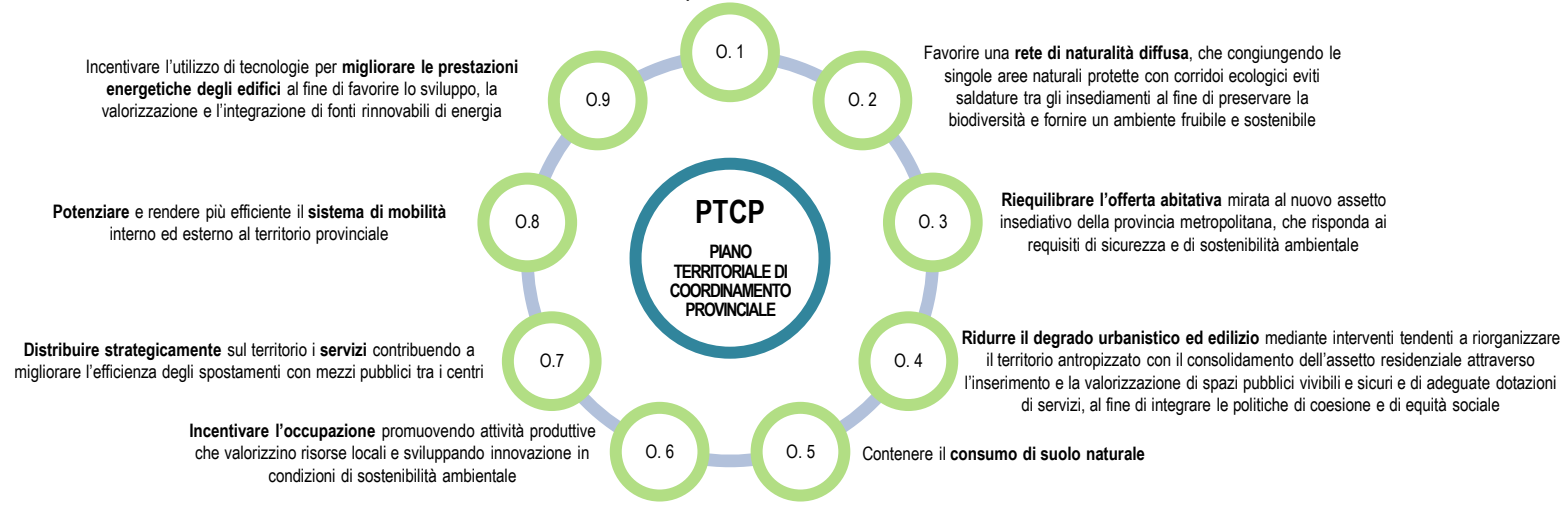 O. 1
Favorire una rete di naturalità diffusa, che congiungendo le
singole aree naturali protette con corridoi ecologici eviti
saldature tra gli insediamenti al fine di preservare la
biodiversità e fornire un ambiente fruibile e sostenibile
O. 2
Riequilibrare l’offerta abitativa mirata al nuovo assetto
insediativo della provincia metropolitana, che risponda ai
requisiti di sicurezza e di sostenibilità ambientale
O. 3
Ridurre il degrado urbanistico ed edilizio mediante interventi tendenti a riorganizzare
il territorio antropizzato con il consolidamento dell’assetto residenziale attraverso
l’inserimento e la valorizzazione di spazi pubblici vivibili e sicuri e di adeguate dotazioni
di servizi, al fine di integrare le politiche di coesione e di equità sociale
O. 4
Contenere il consumo di suolo naturale
O. 5
Incentivare l’occupazione promuovendo attività produttive
che valorizzino risorse locali e sviluppando innovazione in
condizioni di sostenibilità ambientale
O. 6
Distribuire strategicamente sul territorio i servizi contribuendo a
migliorare l’efficienza degli spostamenti con mezzi pubblici tra i centri
O.7
Potenziare e rendere più efficiente il sistema di mobilità
interno ed esterno al territorio provinciale
O.8
Incentivare l’utilizzo di tecnologie per migliorare le prestazioni
energetiche degli edifici al fine di favorire lo sviluppo, la
valorizzazione e l’integrazione di fonti rinnovabili di energia
O.9
PTCP
PIANO
TERRITORIALE DI
COORDINAMENTO
PROVINCIALE